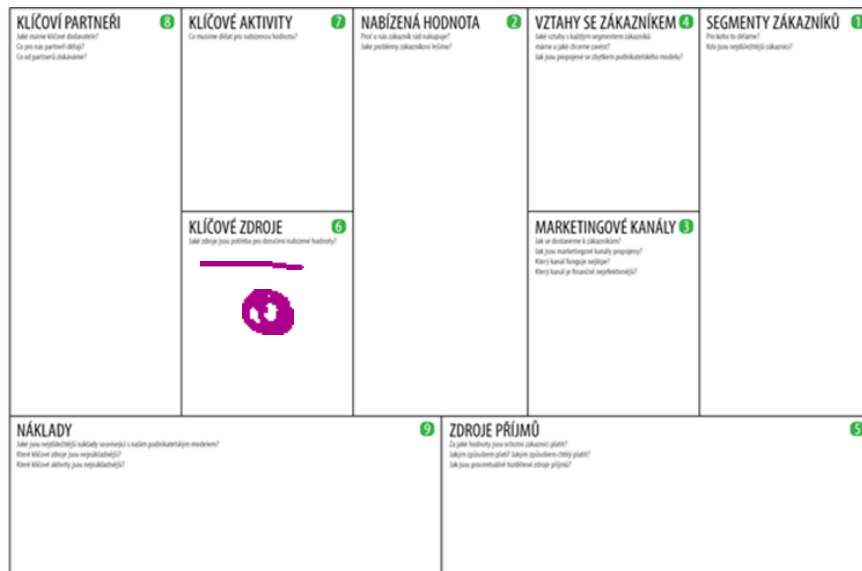 KLÍČOVÍ PARTNEŘI 8
Jaké máme klíčové dodavatele?
Co pro nás partneři dělají?
Co od partnerů získáváme?
KLÍČOVÉ AKTIVITY 7
Co musíme dělat pro nabízenou hodnotu?
NABÍZENÁ HODNOTA 2
Proč u nás zákazník rád nakupuje?
Jaké problémy zákazníkovi řešíme?
VZTAHY SE ZÁKAZNÍKEM 4
Jaké vztahy s každým segmentem zákazníků
máme a jaké chceme zavést?
Jak jsou propojené se zbytkem podnikatelského modelu?
SEGMENTY ZÁKAZNÍKŮ 1
Pro koho to děláme?
Kdo jsou nejdůležitější zákazníci?
KLÍČOVÉ ZDROJE 6
Jaké zdroje jsou potřeba pro doručení nabízené hodnoty?
MARKETINGOVÉ KANÁLY 3
Jak se dostaneme k zákazníkům?
Jak jsou marketingové kanály propojeny?
Který kanál funguje nejlépe?
Který kanál je finančně nejefektivnější?
NÁKLADY 9
Jaké jsou nejdůležitější náklady související s naším podnikatelským modelem?
Které klíčové zdroje jsou nejnákladnější?
Které klíčové aktivity jsou nejnákladnější?
ZDROJE PŘÍJMŮ 5
Za jaké hodnoty jsou ochotni zákazníci platit?
Jakým způsobem platí? Jakým způsobem chtějí platit?
Jak jsou procentuálně rozdělené zdroje příjmů?